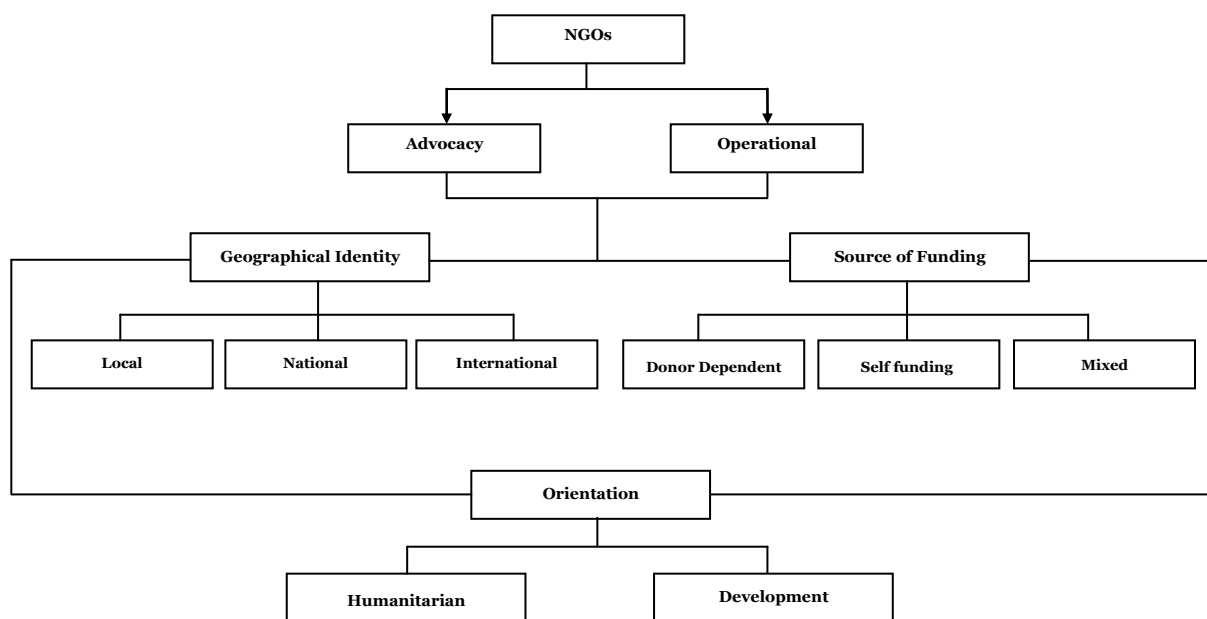 NGOs
Advocacy
Operational
Geographical Identity
Source of Funding
Local
National
International
Donor Dependent
Self funding
Mixed
Orientation
Humanitarian
Development